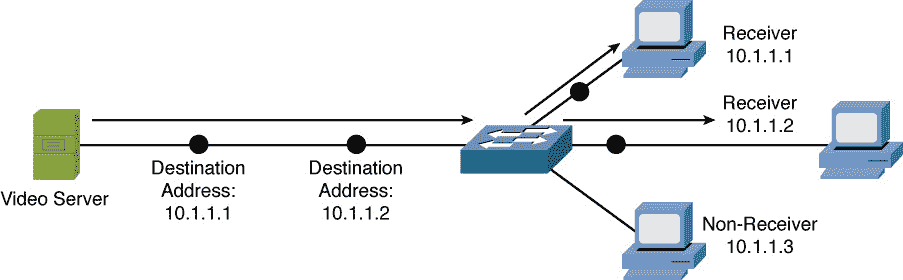 Receiver
10.1.1.1
Receiver
10.1.1.2
Destination
Address:
10.1.1.1
Destination
Address:
10.1.1.2
Video Server
Non-Receiver
10.1.1.3